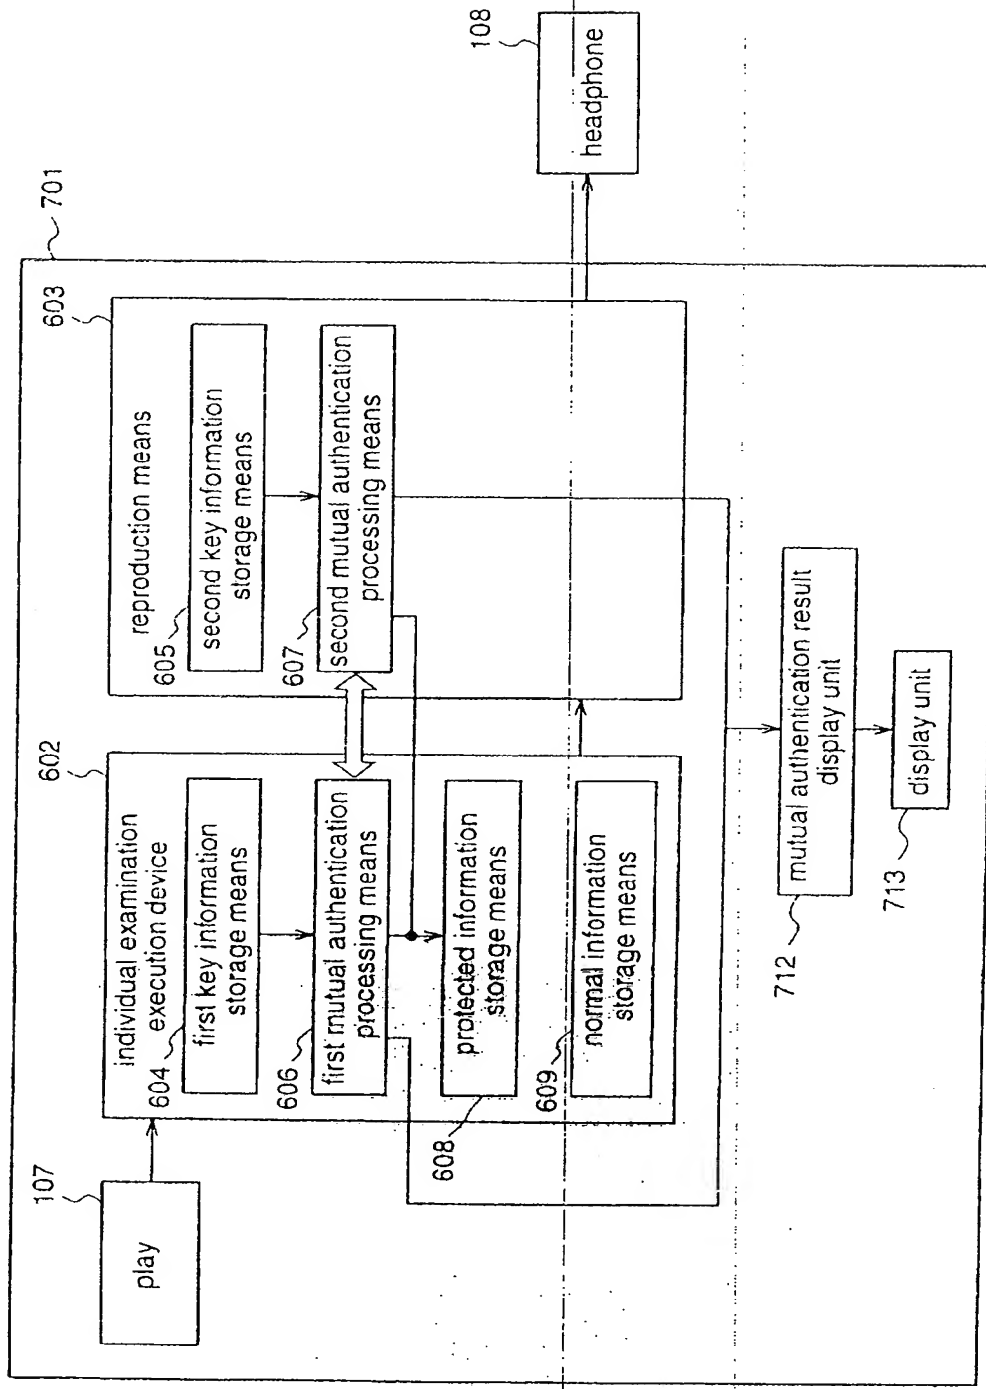 701
107
play
602
individual examination
execution device
604
first key information
storage means
606
first mutual authentication
processing means
608
protected information
storage means
609
normal information
storage means
603
reproduction means
605
second key information
storage means
607
second mutual authentication
processing means
108
headphone
712
mutual authentication result
display unit
713
display unit